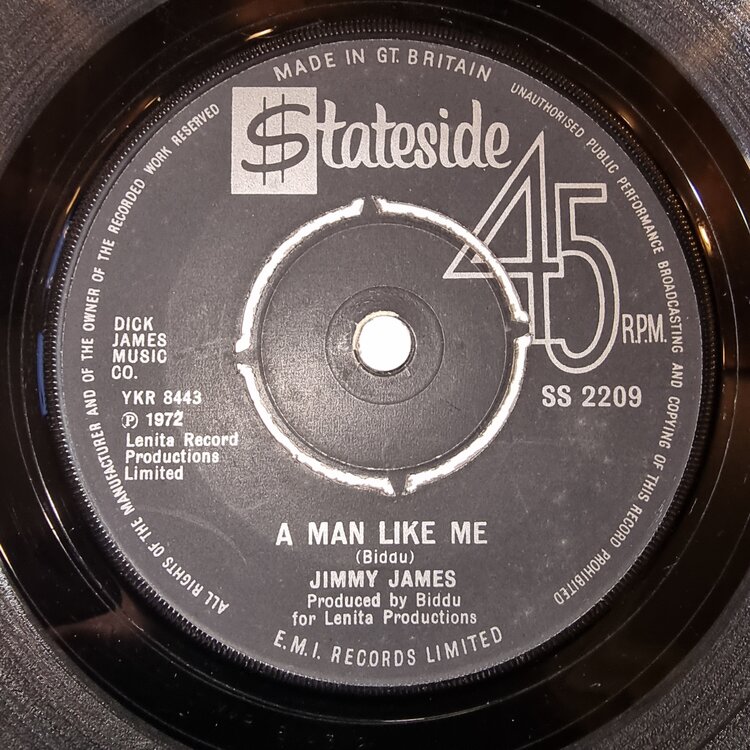 MADE IN GT. BRITAIN
UNAUTHORISED PUBLIC PERFORMANCE BROADCASTING AND COPYING OF THIS RECORD PROHIBITED
ALL RIGHTS OF THE MANUFACTURER AND OF THE OWNER OF THE RECORDED WORK RESERVED
$tateside
45
R.P.M.
DICK
JAMES
MUSIC
CO.
YKR 8443
Ⓟ 1972
Lenita Record
Productions
Limited
SS 2209
A MAN LIKE ME
(Biddu)
JIMMY JAMES
Produced by Biddu
for Lenita Productions
E.M.I. RECORDS LIMITED